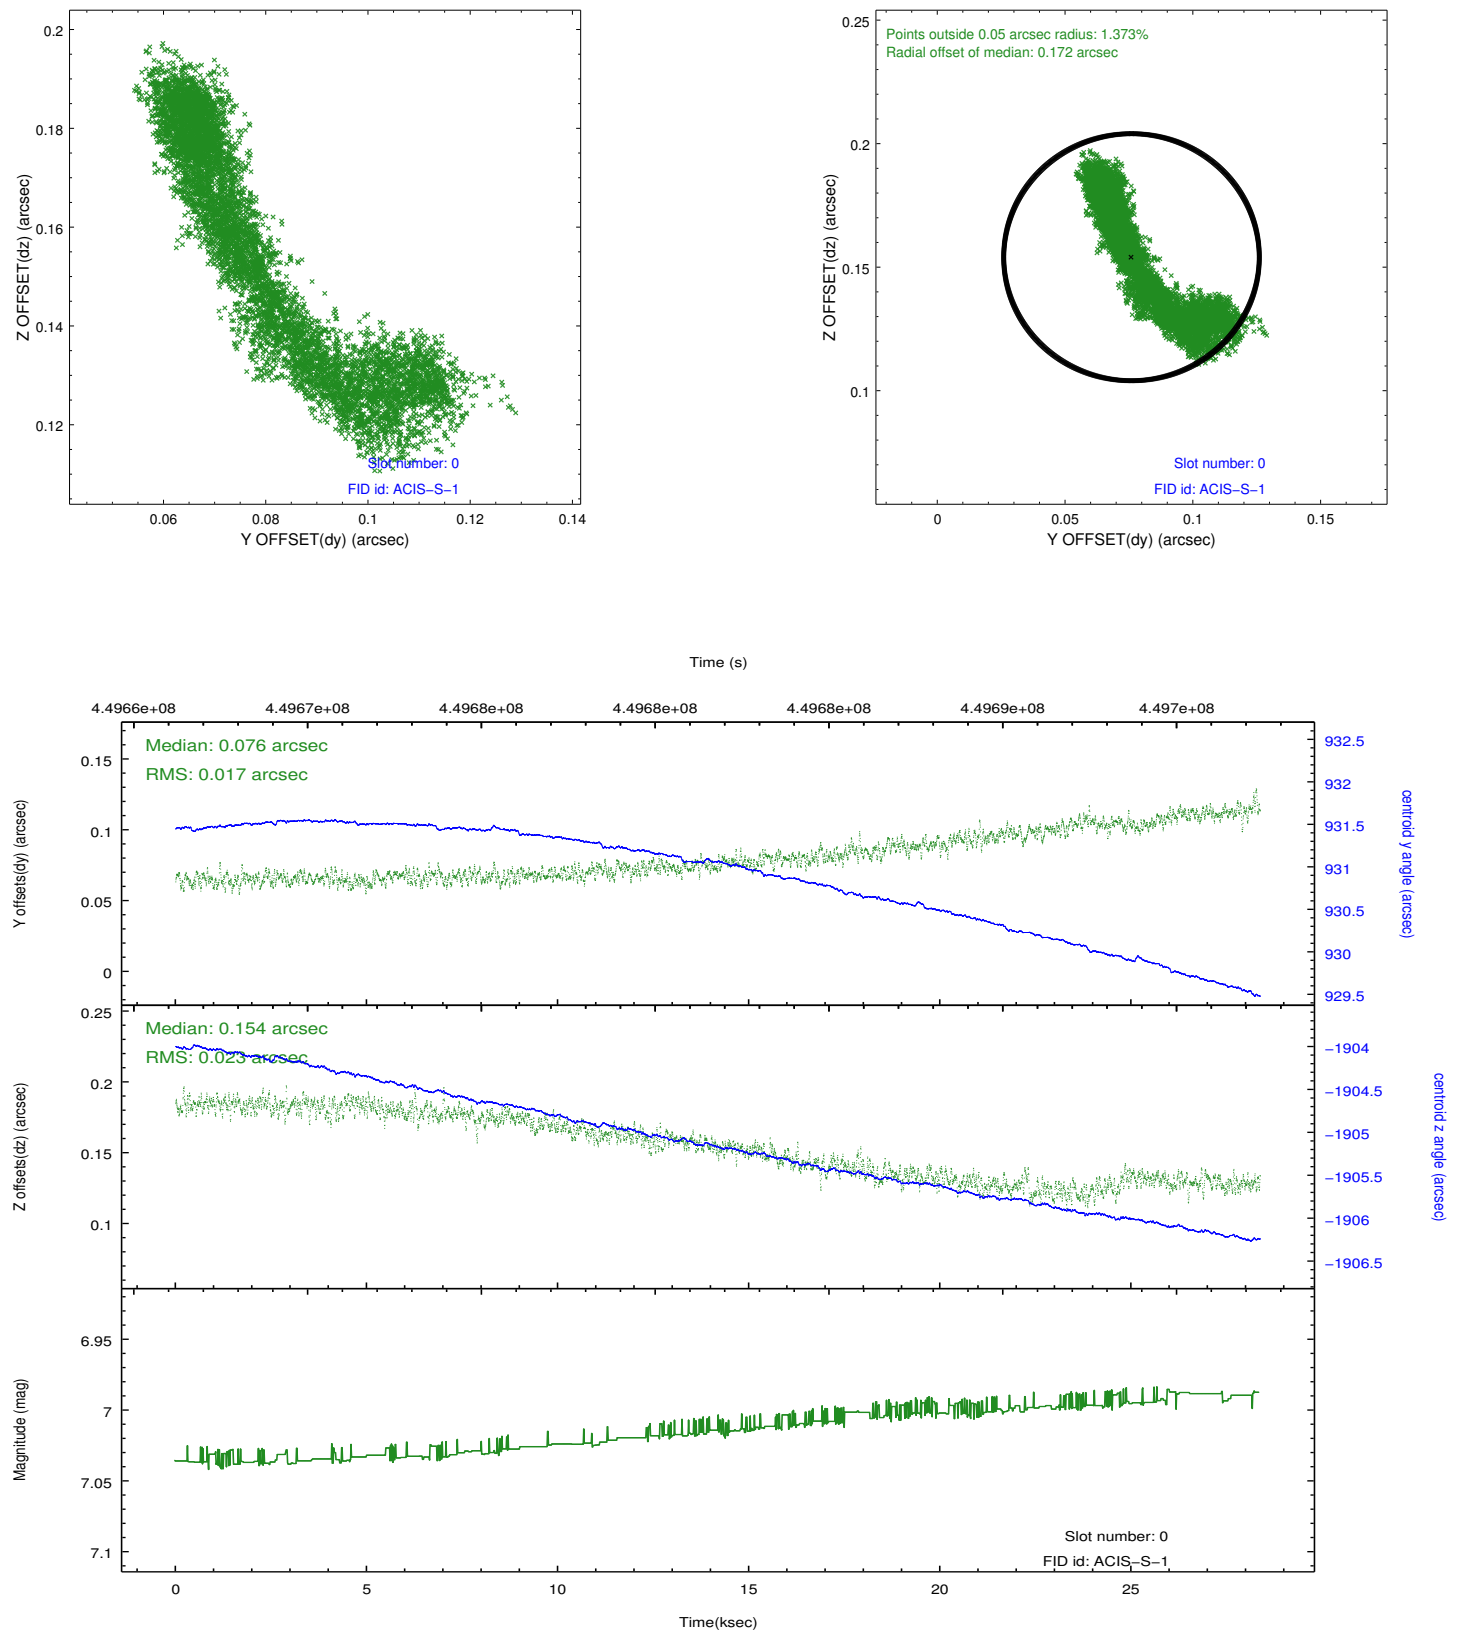 0.2
0.18
0.16
0.14
0.12
Z OFFSET(dz) (arcsec)
Slot number: 0
FID id: ACIS−S−1
0.06 0.08 0.1 0.12 0.14
Y OFFSET(dy) (arcsec)
Points outside 0.05 arcsec radius: 1.373%
Radial offset of median: 0.172 arcsec
0.25
0.2
0.15
0.1
Z OFFSET(dz) (arcsec)
Slot number: 0
FID id: ACIS−S−1
0 0.05 0.1 0.15
Y OFFSET(dy) (arcsec)
Time (s)
4.4966e+08 4.4967e+08 4.4968e+08 4.4968e+08 4.4968e+08 4.4969e+08 4.497e+08
Median: 0.076 arcsec
RMS: 0.017 arcsec
0.15
0.1
0.05
0
Y offsets(dy) (arcsec)
932.5
932
931.5
931
930.5
930
929.5
centroid y angle (arcsec)
Median: 0.154 arcsec
RMS: 0.023 arcsec
0.25
0.2
0.15
0.1
Z offsets(dz) (arcsec)
−1904
−1904.5
−1905
−1905.5
−1906
−1906.5
centroid z angle (arcsec)
6.95
7
7.05
7.1
Magnitude (mag)
Slot number: 0
FID id: ACIS−S−1
0 5 10 15 20 25
Time(ksec)